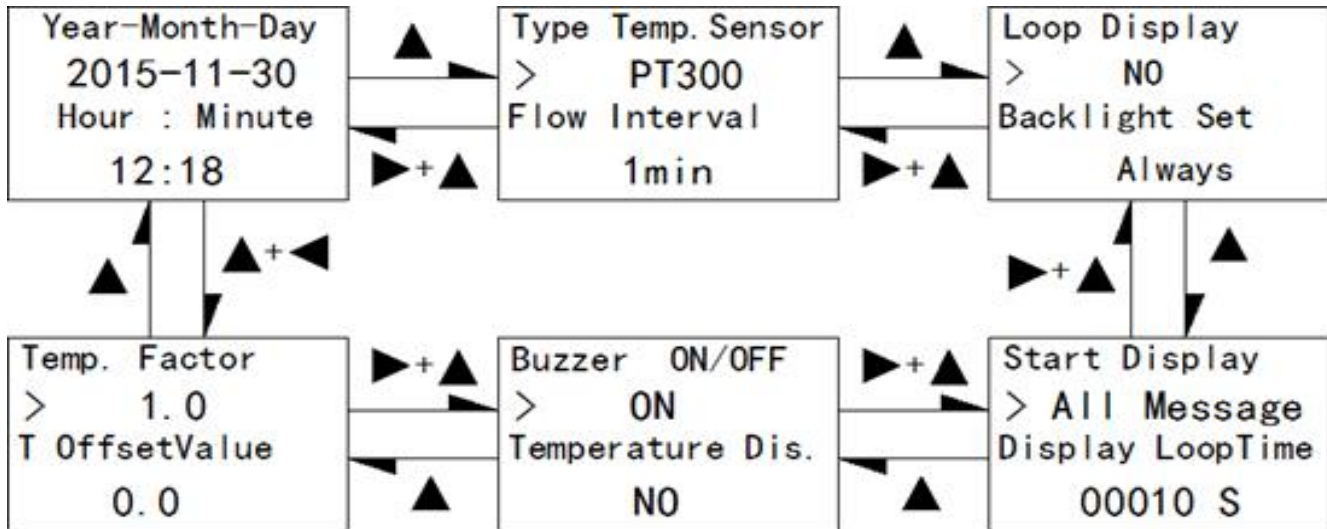 Year-Month-Day
2015-11-30
Hour : Minute
12:18
Type Temp. Sensor
> PT300
Flow Interval
1min
Loop Display
> NO
Backlight Set
Always
▲
▲
▶+▲
▶+▲
▲
▲+◀
▶+▲
▲
Temp. Factor
> 1.0
T OffsetValue
0.0
Buzzer ON/OFF
> ON
Temperature Dis.
NO
Start Display
> All Message
Display LoopTime
00010 S
▶+▲
▶+▲
▲
▲